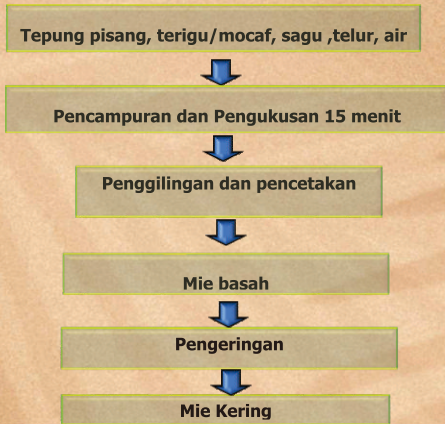 Tepung pisang, terigu/mocaf, sagu ,telur, air
Pencampuran dan Pengukusan 15 menit
Penggilingan dan pencetakan
Mie basah
Pengeringan
Mie Kering